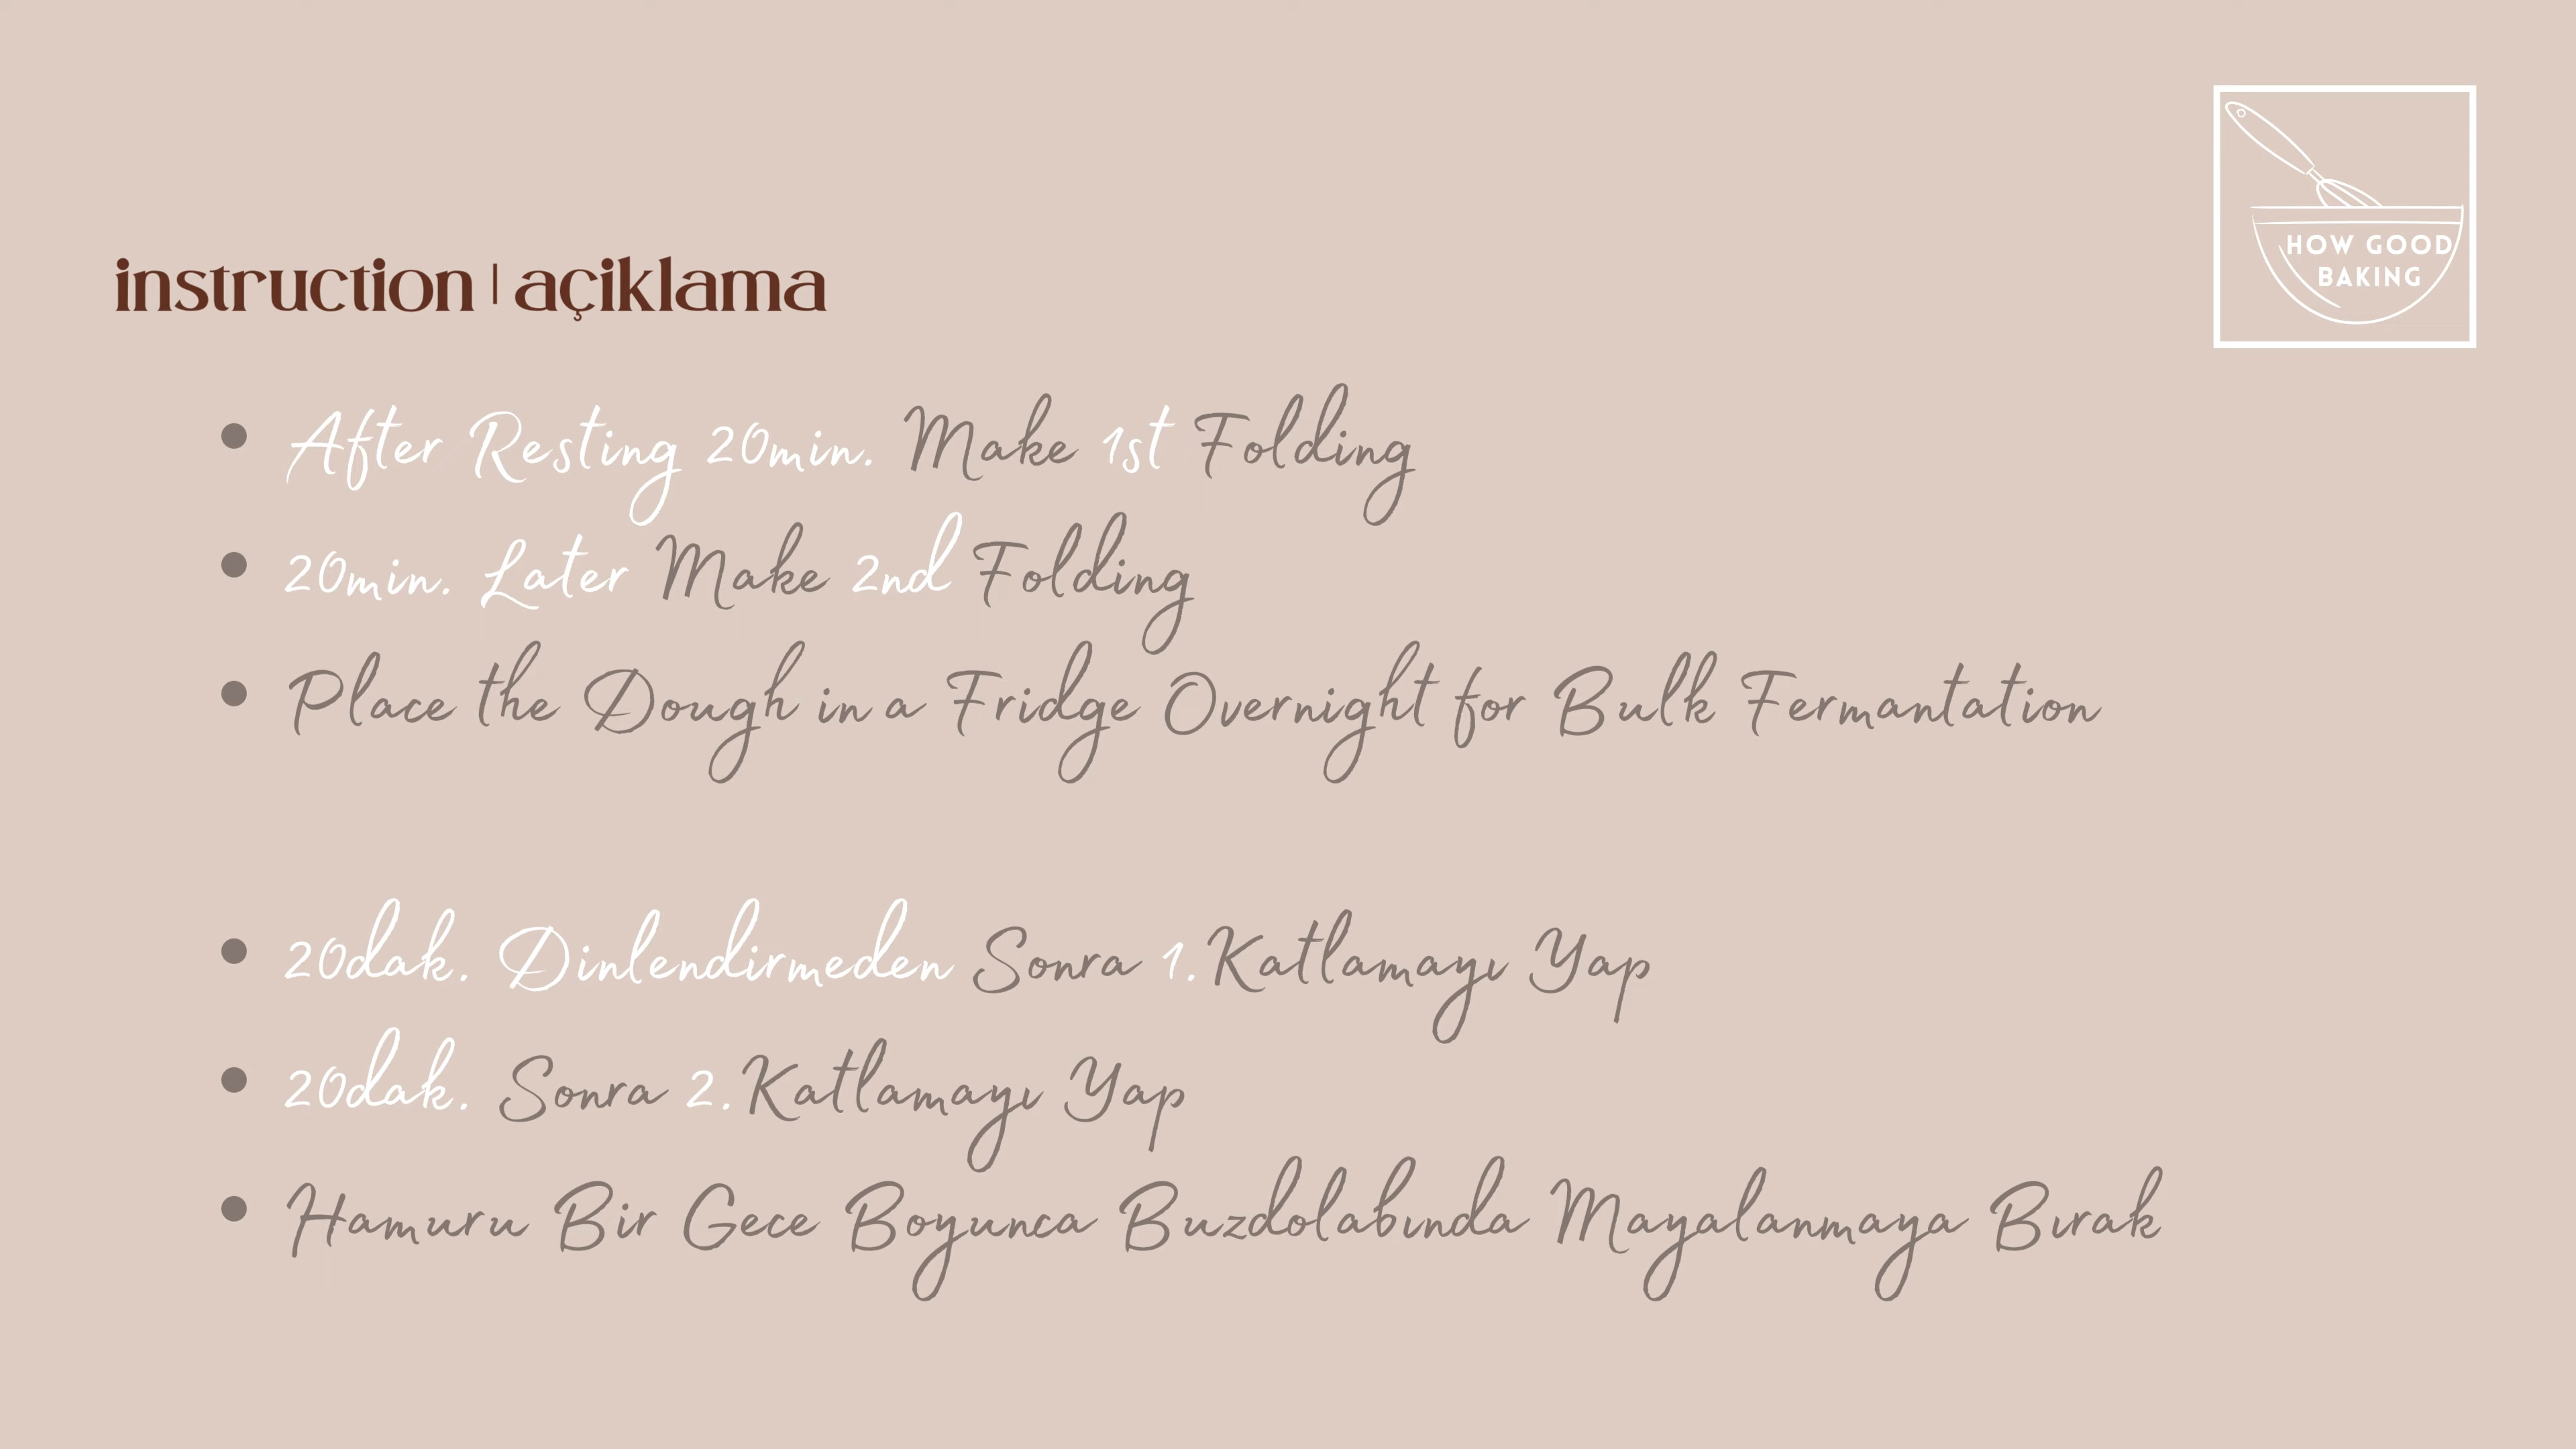 HOW GOOD
BAKING
instruction | açiklama
• After Resting 20min. Make 1st Folding
• 20min. Later Make 2nd Folding
• Place the Dough in a Fridge Overnight for Bulk Fermantation
• 20dak. Dinlendirmeden Sonra 1. Katlamayı Yap
• 20dak. Sonra 2. Katlamayı Yap
• Hamuru Bir Gece Boyunca Buzdolabında Mayalanmaya Bırak